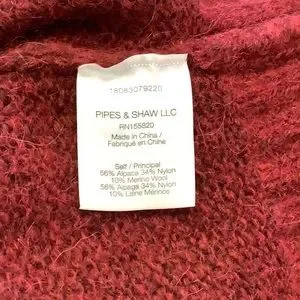 18083079220
PIPES & SHAW LLC
RN155820
Made in China /
Fabriqué en Chine
Self / Principal
56% Alpaca 34% Nylon
10% Merino Wool
56% Alpaga 34% Nylon
10% Laine Mérinos